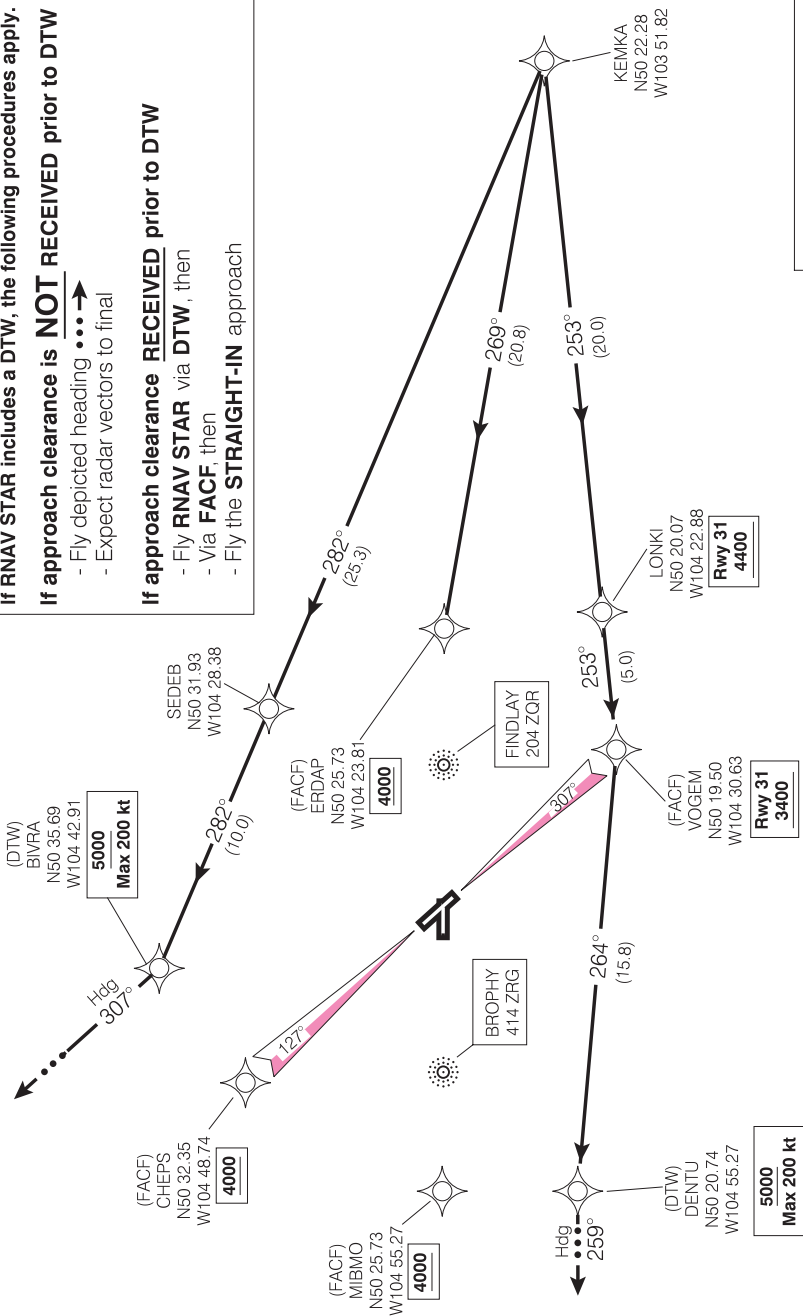 If RNAV STAR includes a DTW, the following procedures apply.
If approach clearance is NOT RECEIVED prior to DTW
- Fly depicted heading
- Expect radar vectors to final
If approach clearance RECEIVED prior to DTW
- Fly RNAV STAR via DTW, then
- Via FACF, then
- Fly the STRAIGHT-IN approach
KEMKA
N50 22.28
W103 51.82
282°
(25.3)
269°
(20.8)
253°
(20.0)
SEDEB
N50 31.93
W104 28.38
282°
(10.0)
(DTW)
BIVRA
N50 35.69
W104 42.91
5000
Max 200 kt
Hdg
307°
(FACF)
ERDAP
N50 25.73
W104 23.81
4000
FINDLAY
204 ZQR
LONKI
N50 20.07
W104 22.88
Rwy 31
4400
253°
(5.0)
(FACF)
VOGEM
N50 19.50
W104 30.63
Rwy 31
3400
307°
127°
264°
(15.8)
BROPHY
414 ZRG
(FACF)
CHEPS
N50 32.35
W104 48.74
4000
(FACF)
MIBMO
N50 25.73
W104 55.27
4000
(DTW)
DENTU
N50 20.74
W104 55.27
5000
Max 200 kt
Hdg
259°